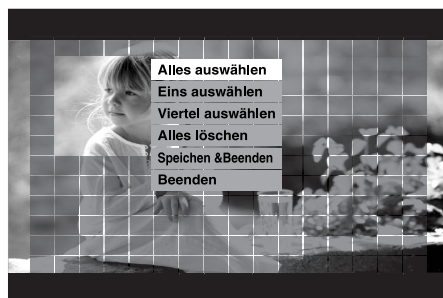 Alles auswählen
Eins auswählen
Viertel auswählen
Alles löschen
Speichen &Beenden
Beenden